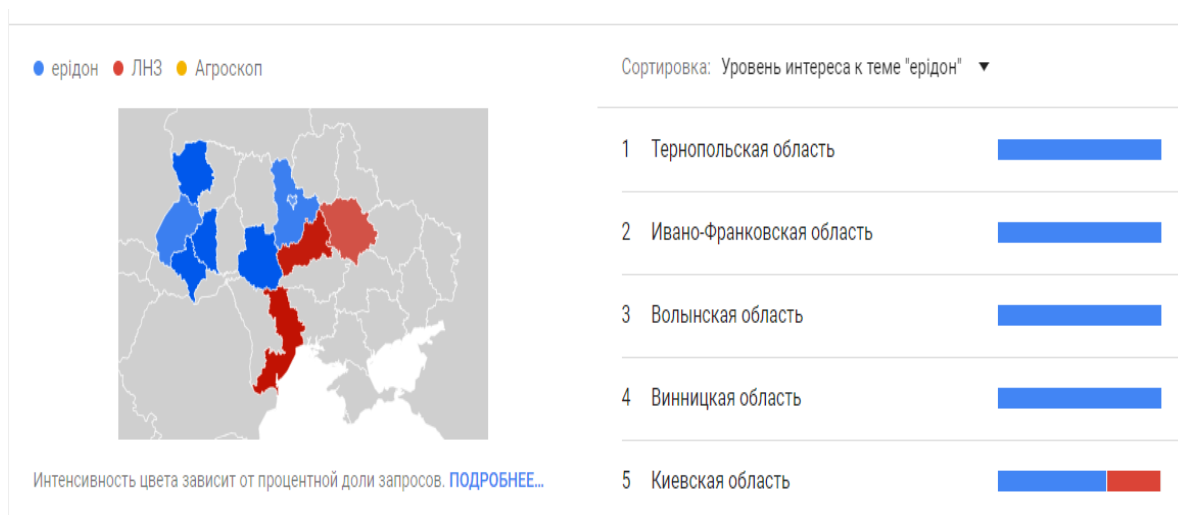 ерідон ЛНЗ Агроскоп
Сортировка: Уровень интереса к теме "ерідон"
1 Тернопольская область
2 Ивано-Франковская область
3 Волынская область
4 Винницкая область
Интенсивность цвета зависит от процентной доли запросов. ПОДРОБНЕЕ...
5 Киевская область